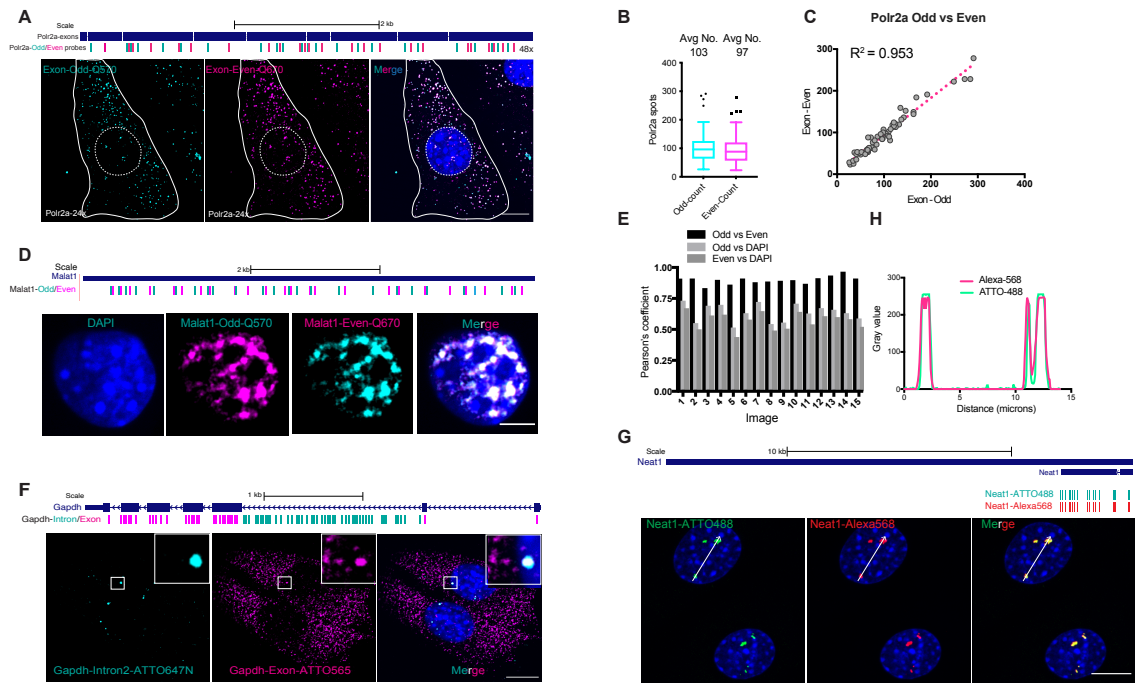 A
Scale
2 kb
Polr2a-exons
Polr2a-Odd/Even probes
48x
Exon-Odd-Q570
Exon-Even-Q670
Merge
Polr2a-24x
Polr2a-24x
B
Avg No. Avg No.
103 97
Polr2a spots
400
300
200
100
0
Odd-count
Even-Count
C
Polr2a Odd vs Even
R² = 0.953
Exon-Even
400
300
200
100
0
0 100 200 300 400
Exon-Odd
D
Scale
2 kb
Malat1
Malat1-Odd/Even
DAPI
Malat1-Odd-Q570
Malat1-Even-Q670
Merge
E
Odd vs Even
Odd vs DAPI
Even vs DAPI
Pearson's coefficient
1.00
0.75
0.50
0.25
0.00
1 2 3 4 5 6 7 8 9 10 11 12 13 14 15
Image
H
Alexa-568
ATTO-488
Gray value
300
200
100
0
0 5 10 15
Distance (microns)
F
Scale
1 kb
Gapdh
Gapdh-Intron/Exon
Gapdh-Intron2-ATTO647N
Gapdh-Exon-ATTO565
Merge
G
Scale
10 kb
Neat1
Neat1
Neat1-ATTO488
Neat1-Alexa568
Neat1-ATTO488
Neat1-Alexa568
Merge